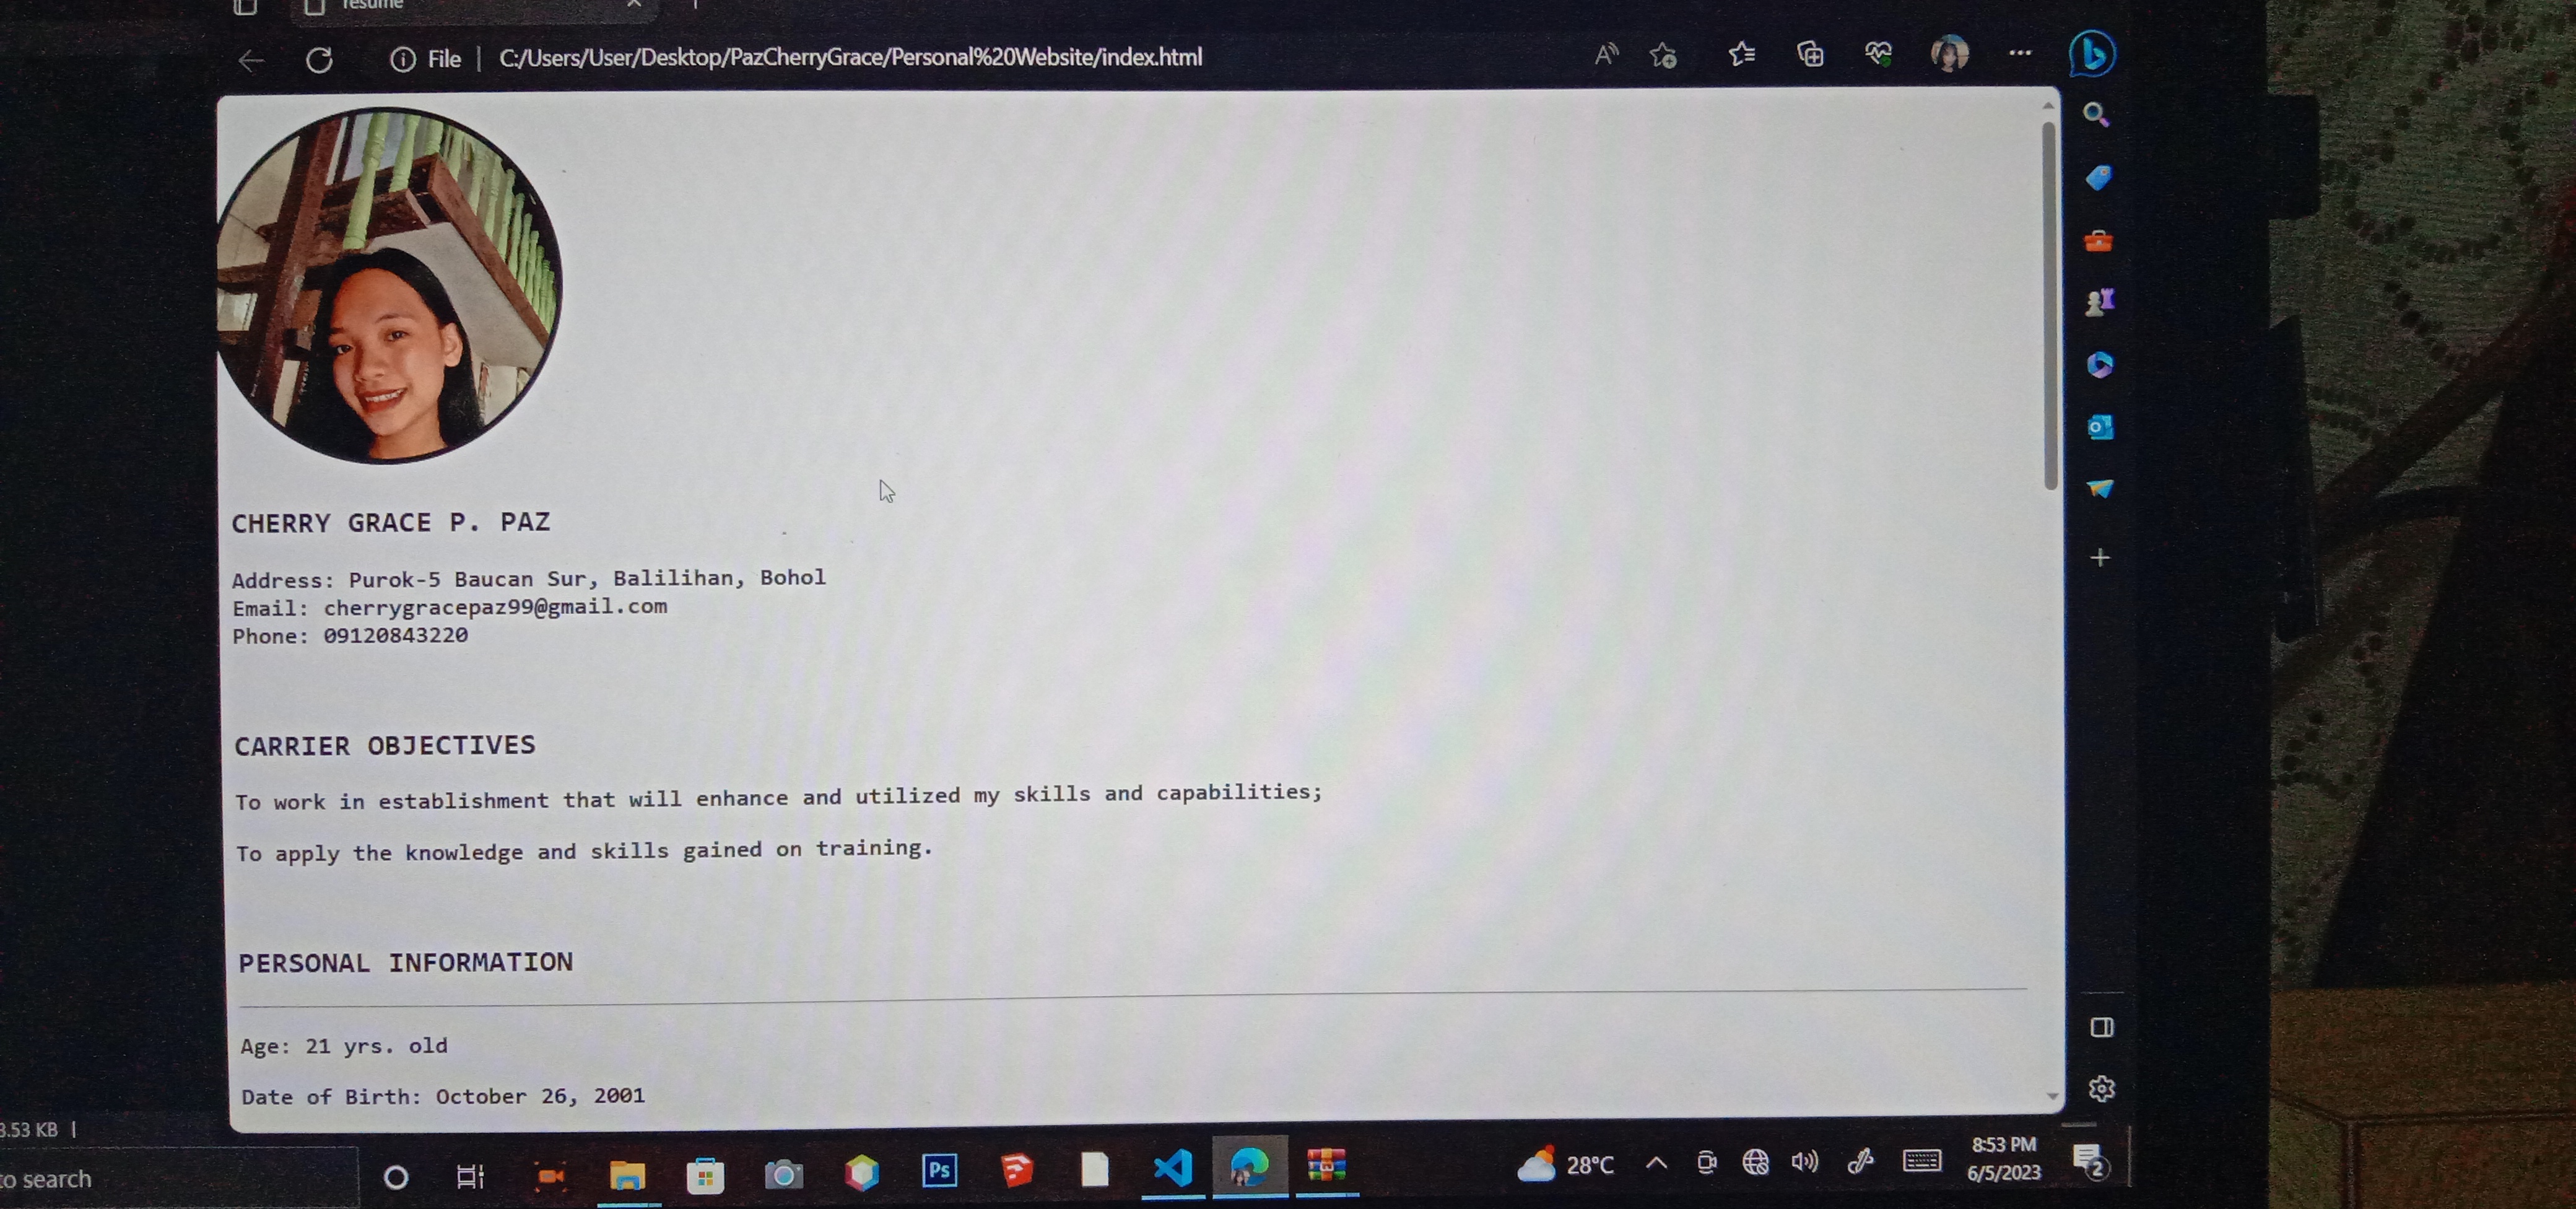 resume
File | C:/Users/User/Desktop/PazCherryGrace/Personal%20Website/index.html
CHERRY GRACE P. PAZ
Address: Purok-5 Baucan Sur, Balilihan, Bohol
Email: cherrygracepaz99@gmail.com
Phone: 09120843220
CARRIER OBJECTIVES
To work in establishment that will enhance and utilized my skills and capabilities;
To apply the knowledge and skills gained on training.
PERSONAL INFORMATION
Age: 21 yrs. old
Date of Birth: October 26, 2001
3.53 KB |
to search
Ps
28°C
8:53 PM
6/5/2023
2